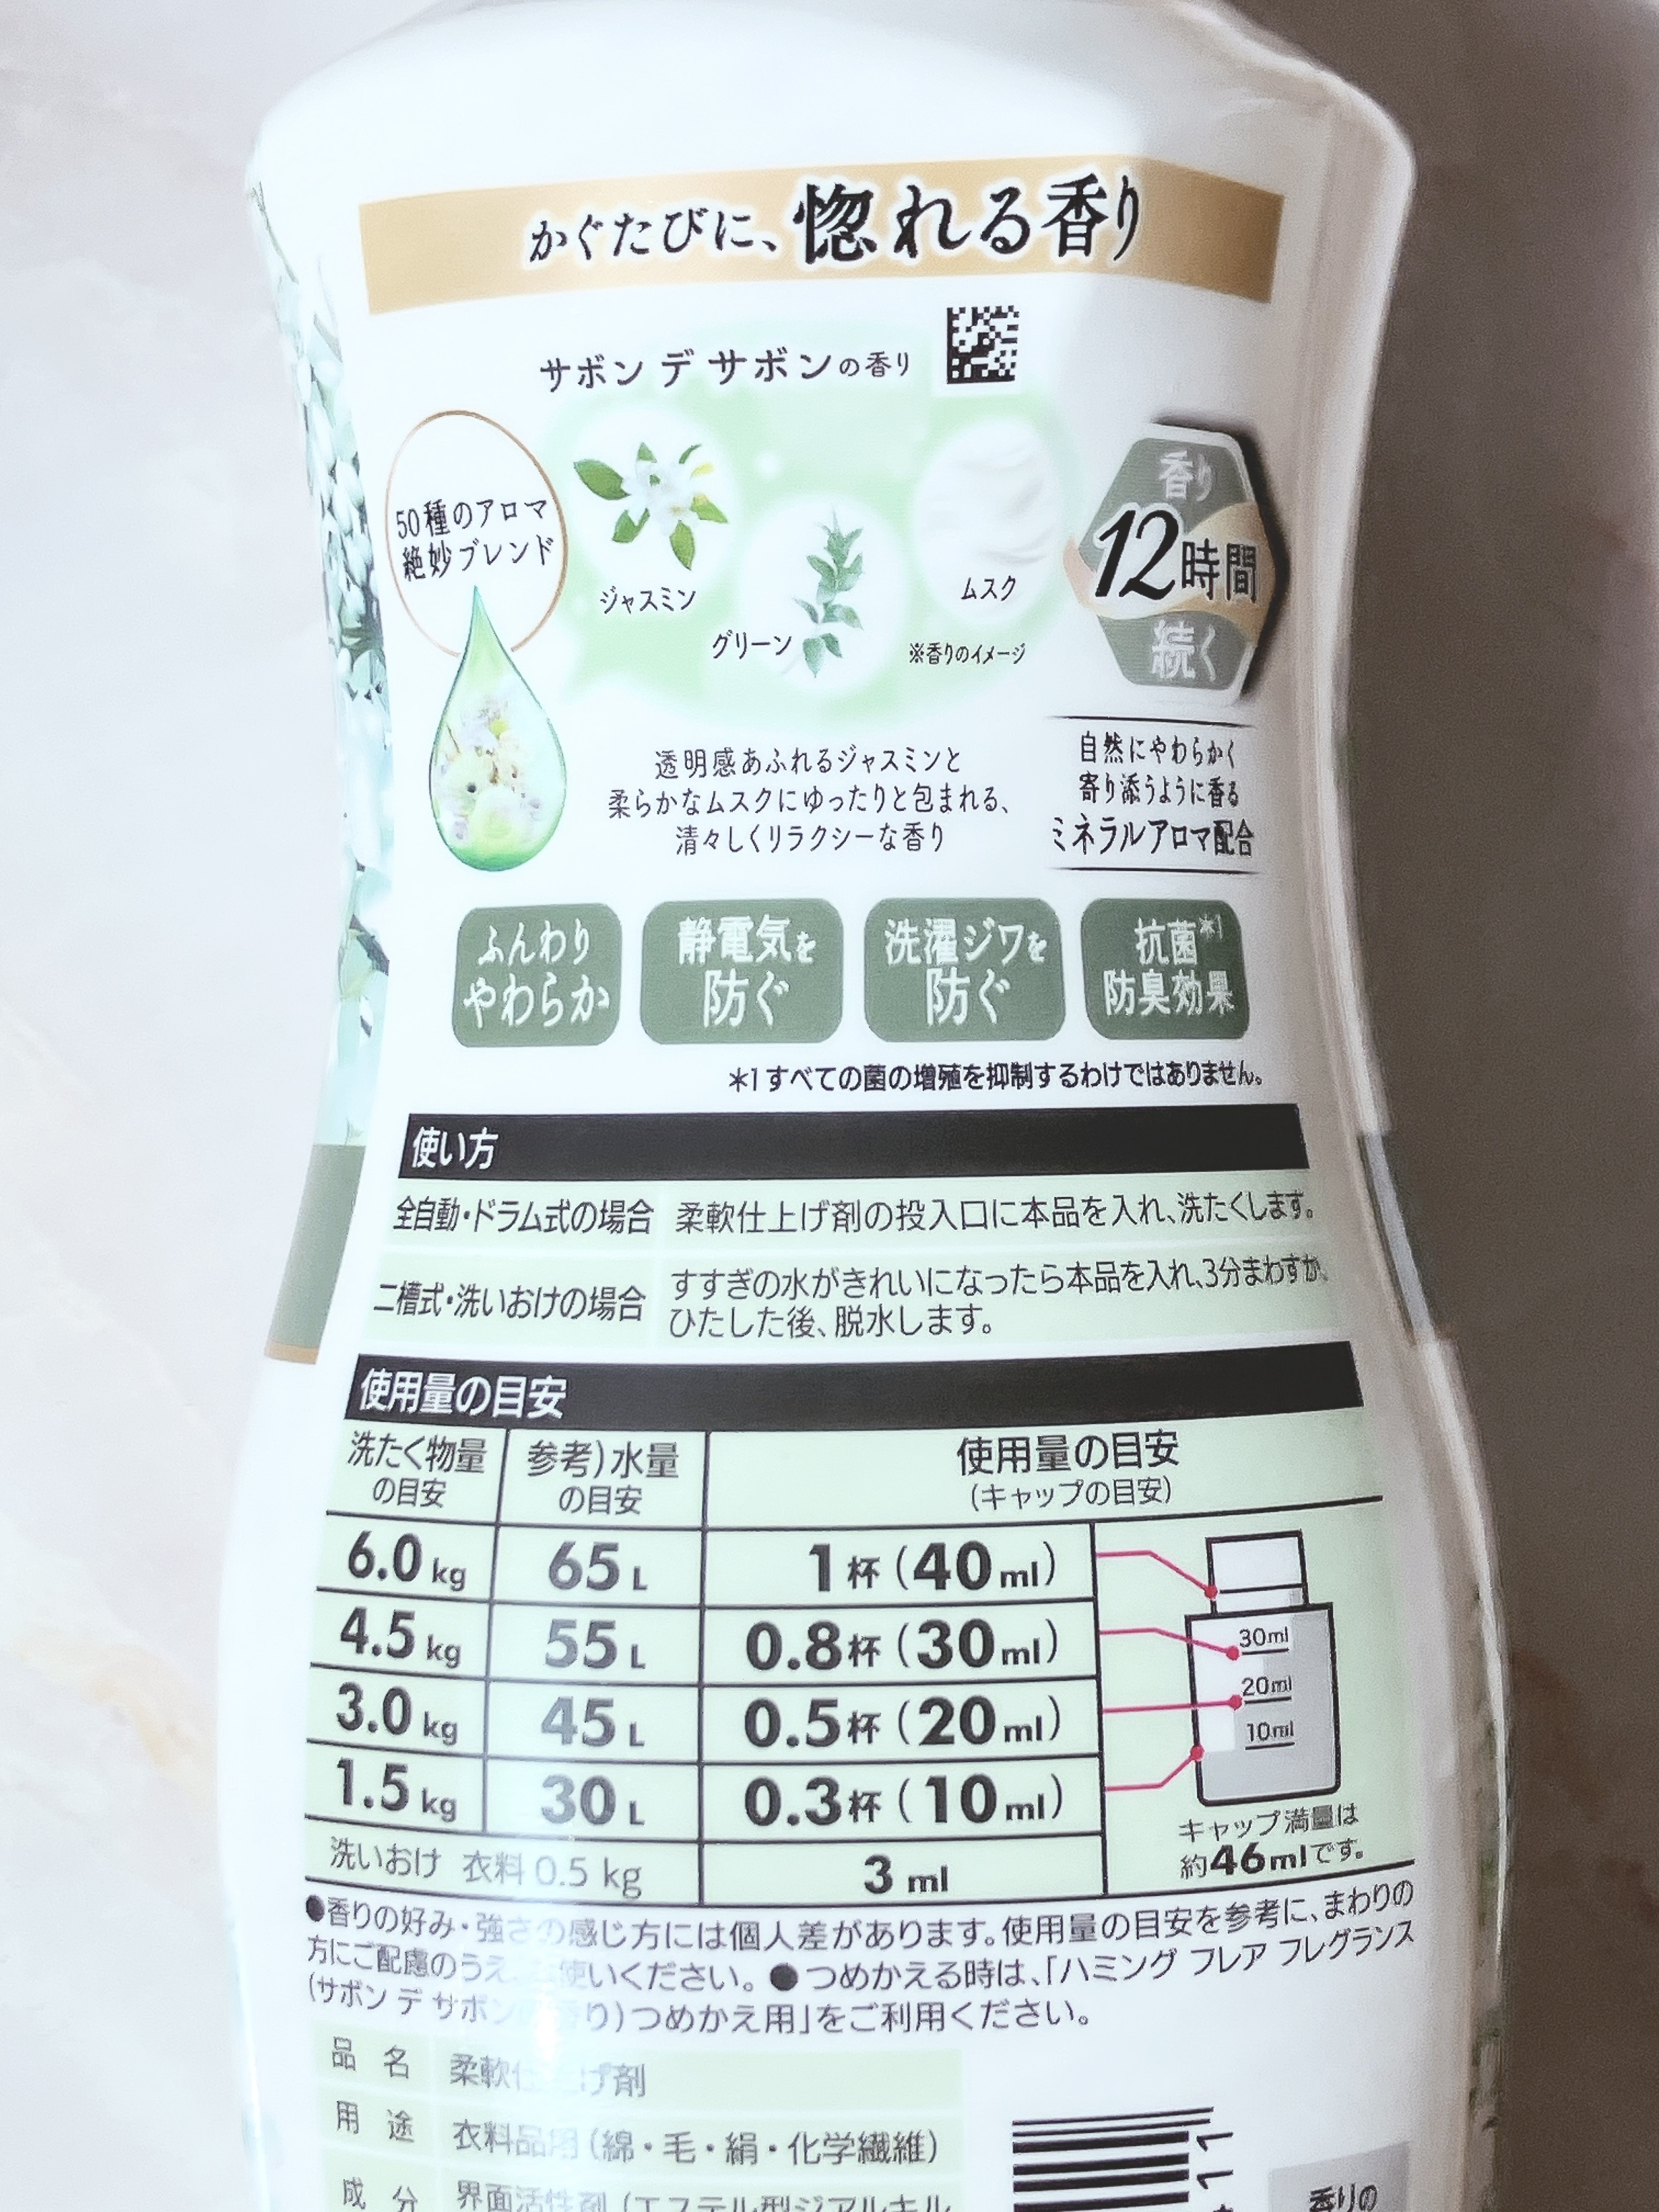 かぐたびに、惚れる香り
サボン デ サボンの香り
50種のアロマ
絶妙ブレンド
ジャスミン
グリーン
ムスク
※香りのイメージ
香り
12時間
続く
透明感あふれるジャスミンと
柔らかなムスクにゆったりと包まれる、
清々しくリラクシーな香り
自然にやわらかく
寄り添うように香る
ミネラルアロマ配合
ふんわり
やわらか
静電気を
防ぐ
洗濯ジワを
防ぐ
抗菌*1
防臭効果
*1すべての菌の増殖を抑制するわけではありません。
使い方
全自動・ドラム式の場合 柔軟仕上げ剤の投入口に本品を入れ、洗たくします。
二槽式・洗いおけの場合 すすぎの水がきれいになったら本品を入れ、3分まわすか、
ひたした後、脱水します。
使用量の目安
洗たく物量 参考)水量 使用量の目安
の目安 の目安 (キャップの目安)
6.0kg 65L 1杯(40ml)
4.5kg 55L 0.8杯(30ml)
3.0kg 45L 0.5杯(20ml)
1.5kg 30L 0.3杯(10ml)
洗いおけ 衣料0.5kg 3ml
30ml
20ml
10ml
キャップ満量は
約46mlです。
●香りの好み・強さの感じ方には個人差があります。使用量の目安を参考に、まわりの
方にご配慮のうえ、使いください。●つめかえる時は、「ハミング フレア フレグランス
(サボン デ サボンの香り)つめかえ用」をご利用ください。
品名 柔軟仕上げ剤
用途 衣料品用(綿・毛・絹・化学繊維)
成分 界面活性剤(エステル型ジアルキル
香りの